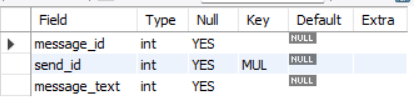 Field Type Null Key Default Extra
message_id int YES NULL
send_id int YES MUL NULL
message_text int YES NULL